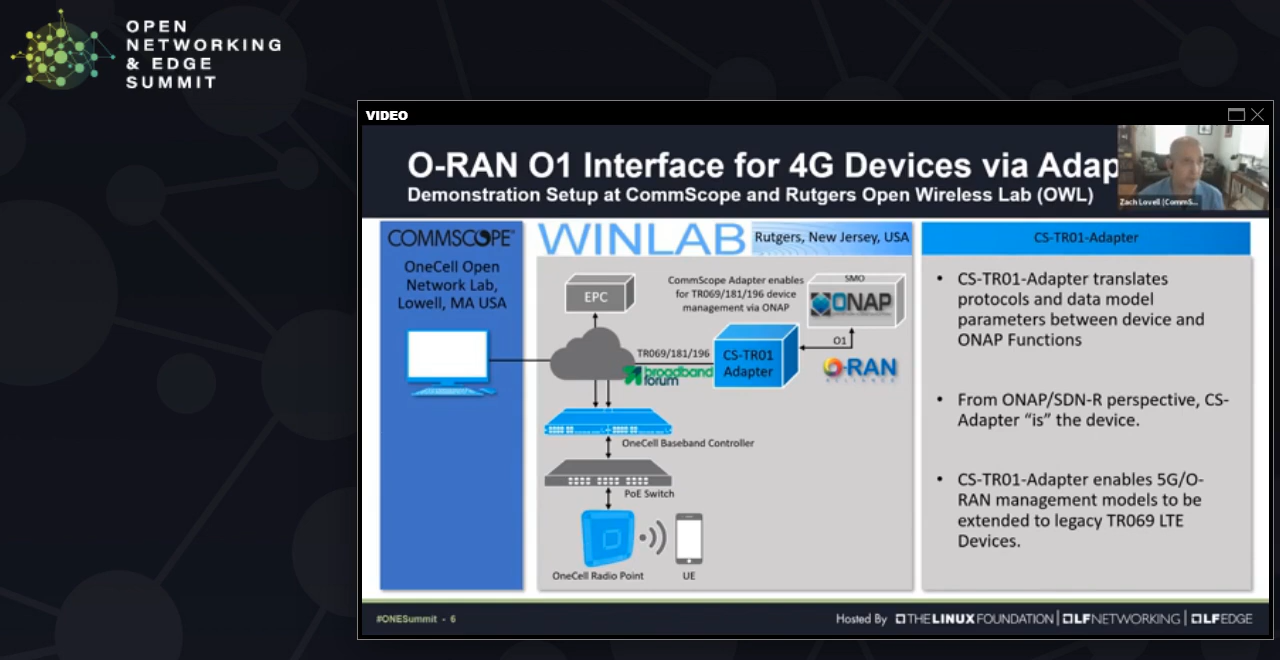 OPEN
NETWORKING
& EDGE
SUMMIT
VIDEO
O-RAN O1 Interface for 4G Devices via Adap
Demonstration Setup at CommScope and Rutgers Open Wireless Lab (OWL)
Zach Lovell (CommS...
COMMSCOPE
OneCell Open
Network Lab,
Lowell, MA USA
WINLAB
Rutgers, New Jersey, USA
EPC
CommScope Adapter enables
for TR069/181/196 device
management via ONAP
SMO
ONAP
TR069/181/196
broadband
forum
CS-TR01
Adapter
O1
O-RAN
ALLIANCE
OneCell Baseband Controller
PoE Switch
OneCell Radio Point
UE
CS-TR01-Adapter
• CS-TR01-Adapter translates
protocols and data model
parameters between device and
ONAP Functions
• From ONAP/SDN-R perspective, CS-
Adapter “is” the device.
• CS-TR01-Adapter enables 5G/O-
RAN management models to be
extended to legacy TR069 LTE
Devices.
#ONESummit - 6
Hosted By THE LINUX FOUNDATION | LF NETWORKING | LF EDGE